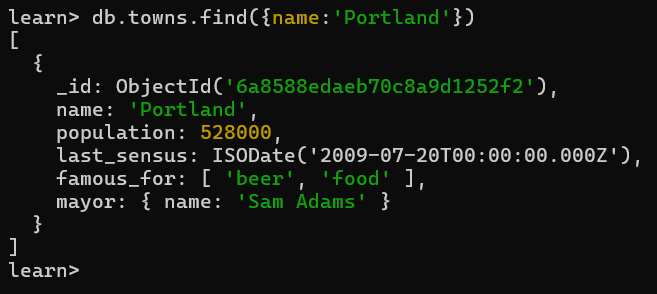 learn> db.towns.find({name:'Portland'})
[
  {
    _id: ObjectId('6a8588edaeb70c8a9d1252f2'),
    name: 'Portland',
    population: 528000,
    last_sensus: ISODate('2009-07-20T00:00:00.000Z'),
    famous_for: [ 'beer', 'food' ],
    mayor: { name: 'Sam Adams' }
  }
]
learn>